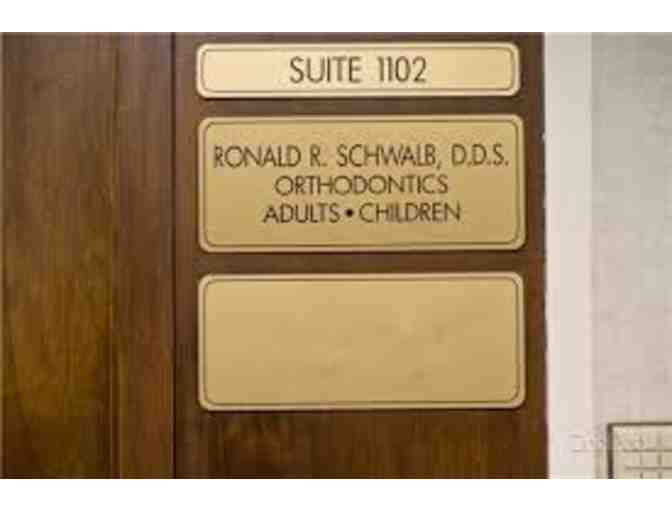 SUITE 1102
RONALD R. SCHWALB, D.D.S.
ORTHODONTICS
ADULTS • CHILDREN